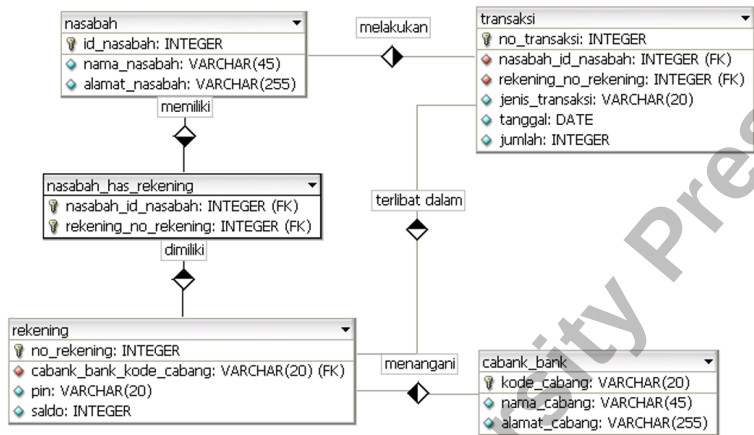 nasabah
id_nasabah: INTEGER
nama_nasabah: VARCHAR(45)
alamat_nasabah: VARCHAR(255)
melakukan
transaksi
no_transaksi: INTEGER
nasabah_id_nasabah: INTEGER (FK)
rekening_no_rekening: INTEGER (FK)
jenis_transaksi: VARCHAR(20)
tanggal: DATE
jumlah: INTEGER
memiliki
nasabah_has_rekening
nasabah_id_nasabah: INTEGER (FK)
rekening_no_rekening: INTEGER (FK)
terlibat dalam
dimiliki
rekening
no_rekening: INTEGER
cabank_bank_kode_cabang: VARCHAR(20) (FK)
pin: VARCHAR(20)
saldo: INTEGER
menangani
cabank_bank
kode_cabang: VARCHAR(20)
nama_cabang: VARCHAR(45)
alamat_cabang: VARCHAR(255)